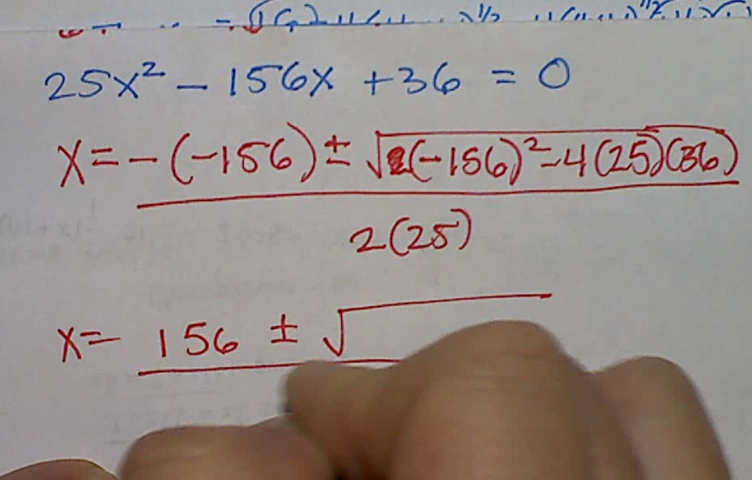 25x² - 156x + 36 = 0
x = -(-156) ± √(-156)² - 4(25)(36)
2(25)
x = 156 ± √